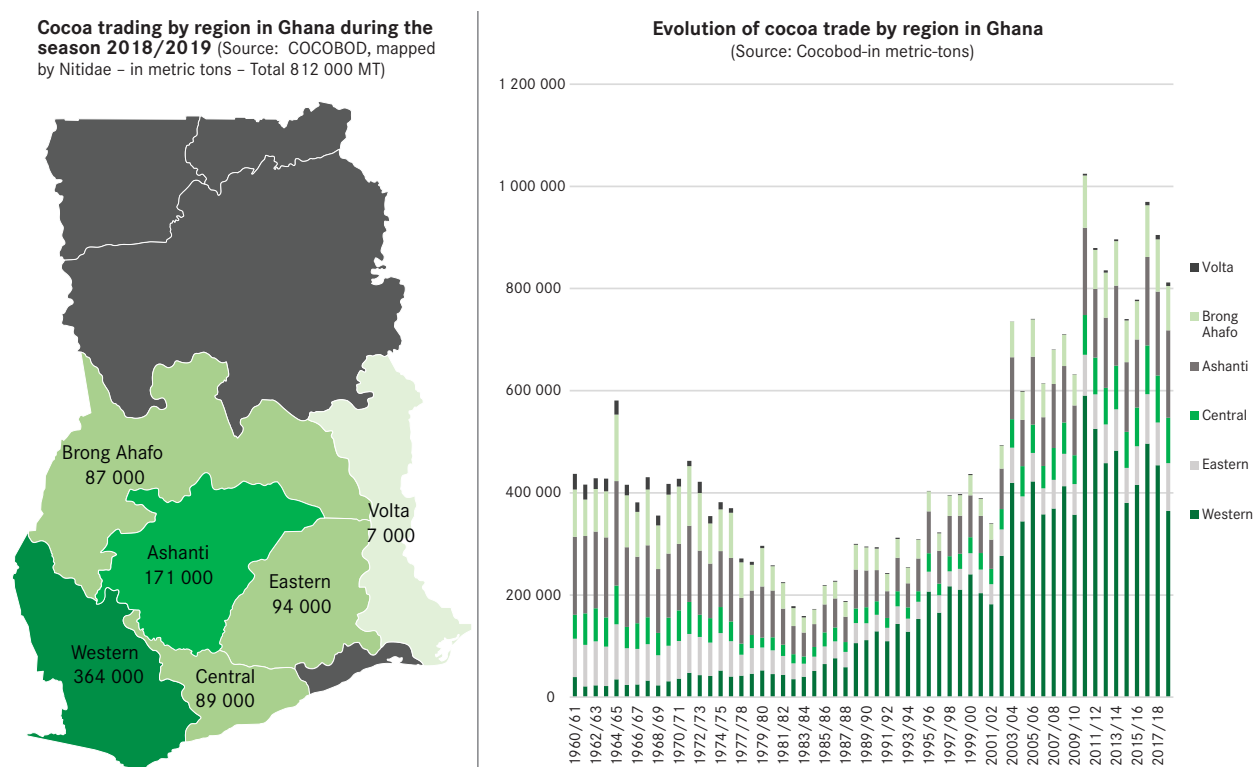 Cocoa trading by region in Ghana during the
season 2018/2019 (Source: COCOBOD, mapped
by Nitidae – in metric tons – Total 812 000 MT)
Brong Ahafo
87 000
Volta
7 000
Ashanti
171 000
Eastern
94 000
Western
364 000
Central
89 000
Evolution of cocoa trade by region in Ghana
(Source: Cocobod-in metric-tons)
1 200 000
1 000 000
800 000
600 000
400 000
200 000
0
1960/61
1962/63
1964/65
1966/67
1968/69
1970/71
1972/73
1974/75
1977/78
1979/80
1981/82
1983/84
1985/86
1987/88
1989/90
1991/92
1993/94
1995/96
1997/98
1999/00
2001/02
2003/04
2005/06
2007/08
2009/10
2011/12
2013/14
2015/16
2017/18
Volta
Brong
Ahafo
Ashanti
Central
Eastern
Western